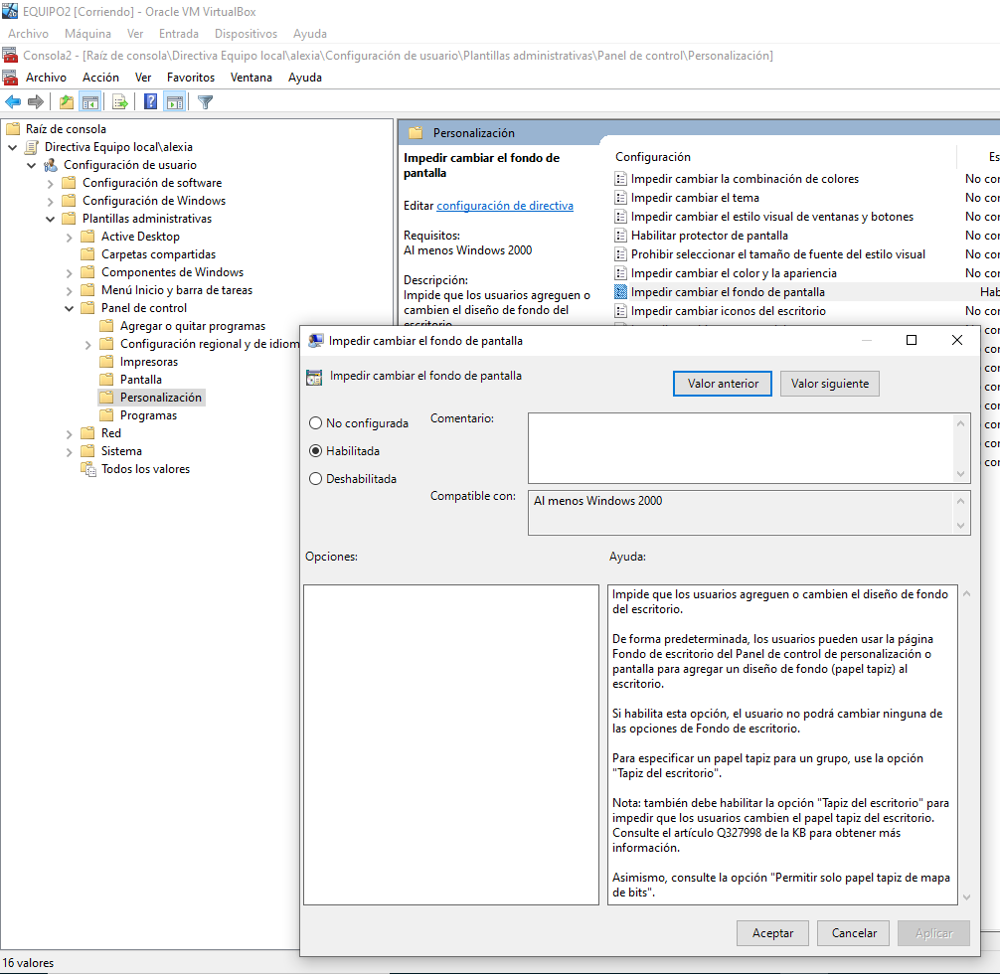 EQUIPO2 [Corriendo] - Oracle VM VirtualBox
Archivo Máquina Ver Entrada Dispositivos Ayuda
Consola2 - [Raíz de consola\Directiva Equipo local\alexia\Configuración de usuario\Plantillas administrativas\Panel de control\Personalización]
Archivo Acción Ver Favoritos Ventana Ayuda
Raíz de consola
Directiva Equipo local\alexia
Configuración de usuario
Configuración de software
Configuración de Windows
Plantillas administrativas
Active Desktop
Carpetas compartidas
Componentes de Windows
Menú Inicio y barra de tareas
Panel de control
Agregar o quitar programas
Configuración regional y de idiom
Impresoras
Pantalla
Personalización
Programas
Red
Sistema
Todos los valores
Personalización
Impedir cambiar el fondo de
pantalla
Editar configuración de directiva
Requisitos:
Al menos Windows 2000
Descripción:
Impide que los usuarios agreguen o
cambien el diseño de fondo del
escritorio.
Configuración Es
Impedir cambiar la combinación de colores No cor
Impedir cambiar el tema No cor
Impedir cambiar el estilo visual de ventanas y botones No cor
Habilitar protector de pantalla No cor
Prohibir seleccionar el tamaño de fuente del estilo visual No cor
Impedir cambiar el color y la apariencia No cor
Impedir cambiar el fondo de pantalla Hab
Impedir cambiar iconos del escritorio No cor
Impedir cambiar el fondo de pantalla
Impedir cambiar el fondo de pantalla
Valor anterior Valor siguiente
No configurada
Habilitada
Deshabilitada
Comentario:
Compatible con:
Al menos Windows 2000
Opciones:
Ayuda:
Impide que los usuarios agreguen o cambien el diseño de fondo
del escritorio.
De forma predeterminada, los usuarios pueden usar la página
Fondo de escritorio del Panel de control de personalización o
pantalla para agregar un diseño de fondo (papel tapiz) al
escritorio.
Si habilita esta opción, el usuario no podrá cambiar ninguna de
las opciones de Fondo de escritorio.
Para especificar un papel tapiz para un grupo, use la opción
"Tapiz del escritorio".
Nota: también debe habilitar la opción "Tapiz del escritorio" para
impedir que los usuarios cambien el papel tapiz del escritorio.
Consulte el artículo Q327998 de la KB para obtener más
información.
Asimismo, consulte la opción "Permitir solo papel tapiz de mapa
de bits".
Aceptar Cancelar Aplicar
16 valores